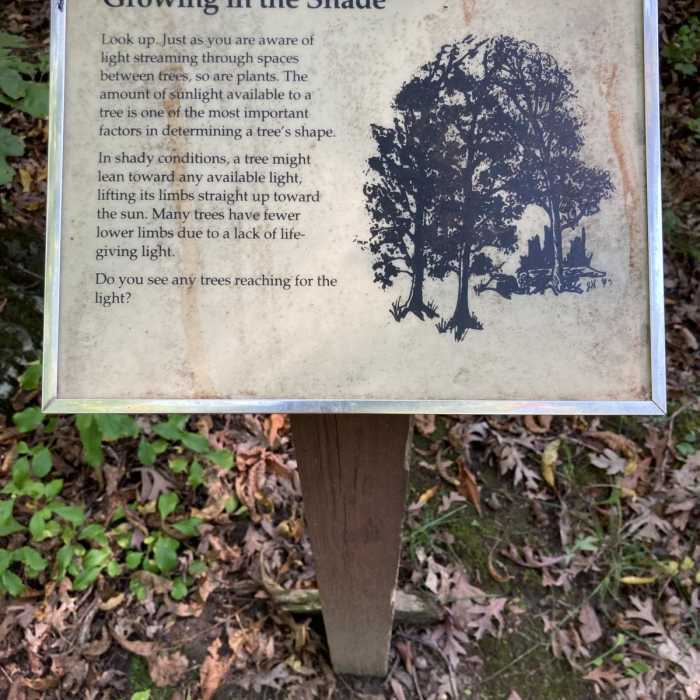 Growing in the Shade
Look up. Just as you are aware of
light streaming through spaces
between trees, so are plants. The
amount of sunlight available to a
tree is one of the most important
factors in determining a tree's shape.
In shady conditions, a tree might
lean toward any available light,
lifting its limbs straight up toward
the sun. Many trees have fewer
lower limbs due to a lack of life-
giving light.
Do you see any trees reaching for the
light?